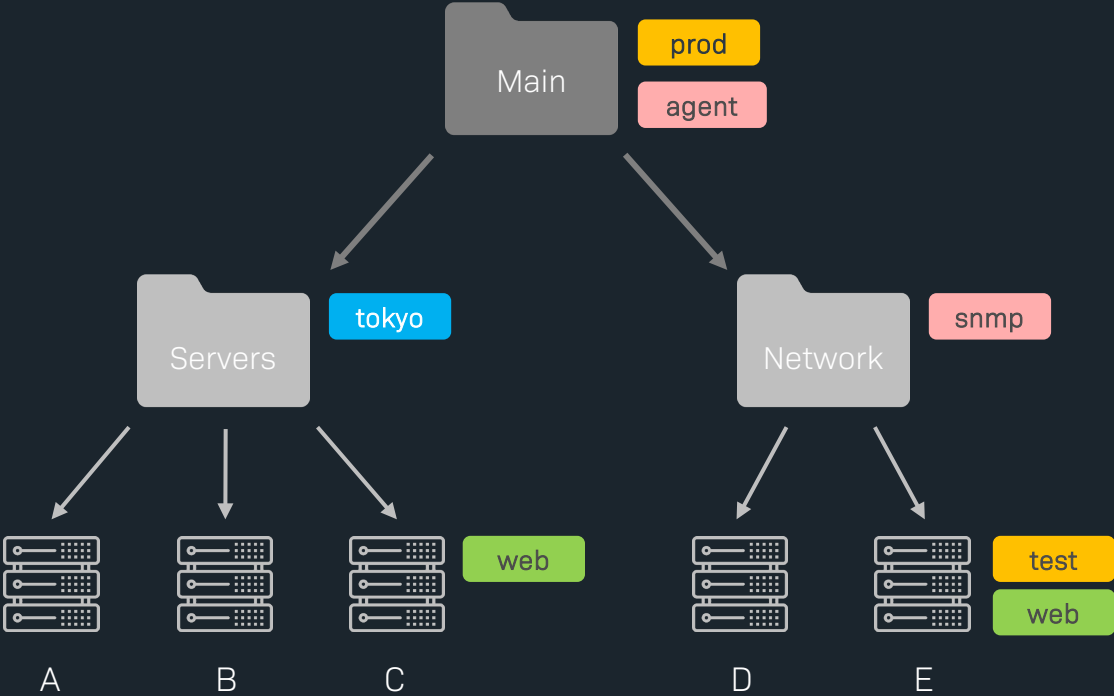 prod
Main
agent
tokyo
snmp
Servers
Network
web
test
web
A
B
C
D
E